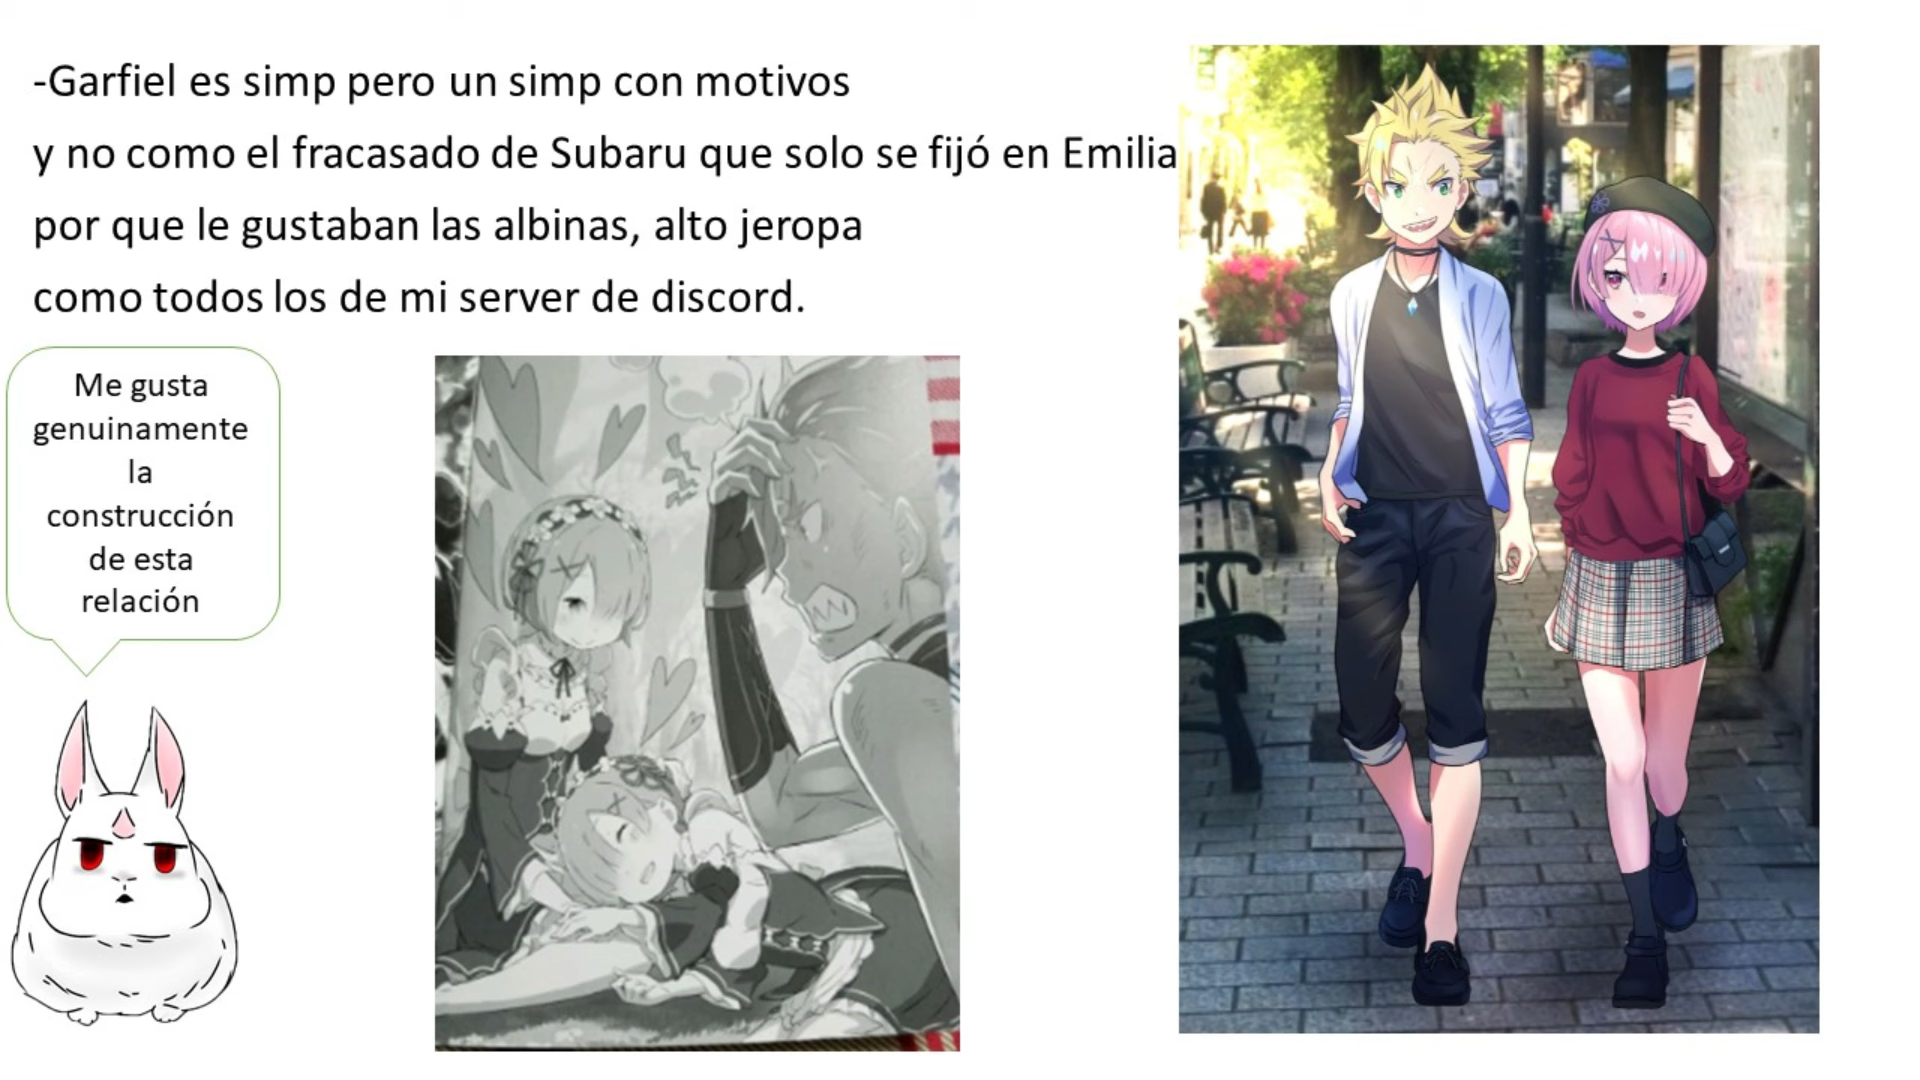 -Garfiel es simp pero un simp con motivos
y no como el fracasado de Subaru que solo se fijó en Emilia
por que le gustaban las albinas, alto jeropa
como todos los de mi server de discord.
Me gusta
genuinamente
la
construcción
de esta
relación